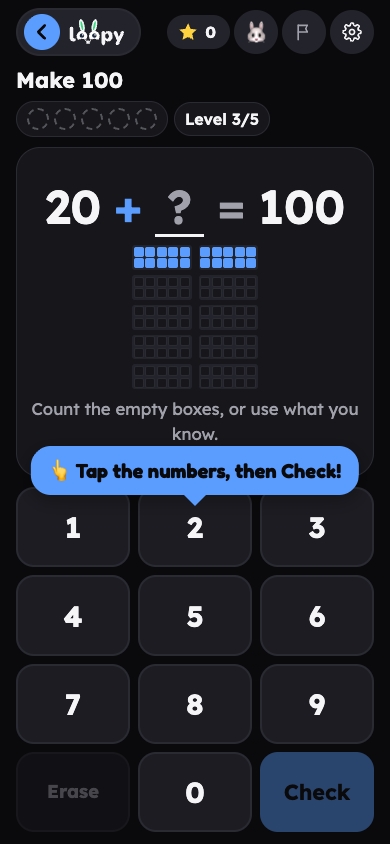 loopy
0
Make 100
Level 3/5
20 + ? = 100
Count the empty boxes, or use what you
know.
👆 Tap the numbers, then Check!
1 2 3
4 5 6
7 8 9
Erase 0 Check